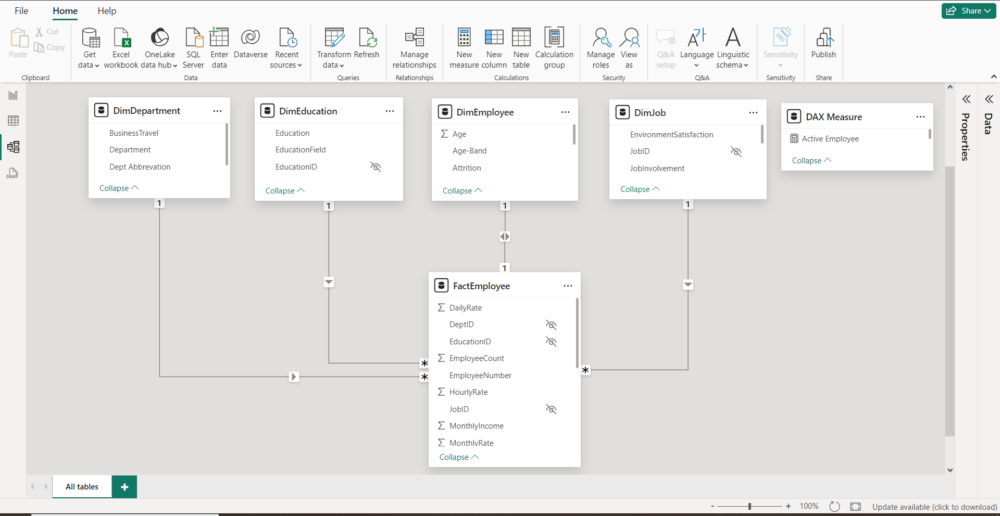 File Home Help Share
Paste Cut Copy
Get data Excel workbook OneLake data hub SQL Server Enter data Dataverse Recent sources
Transform data Refresh
Manage relationships
New measure New column New table Calculation group
Manage roles View as
Q&A setup Language Linguistic schema
Sensitivity
Publish
Clipboard Data Queries Relationships Calculations Security Q&A Sensitivity Share
DAX
DimDepartment
BusinessTravel
Department
Dept Abbrevation
Collapse
1
DimEducation
Education
EducationField
EducationID
Collapse
1
DimEmployee
Σ Age
Age-Band
Attrition
Collapse
1
1
DimJob
EnvironmentSatisfaction
JobID
JobInvolvement
Collapse
1
DAX Measure
Active Employee
Collapse
Properties
Data
FactEmployee
Σ DailyRate
DeptID
EducationID
Σ EmployeeCount
EmployeeNumber
Σ HourlyRate
JobID
Σ MonthlyIncome
Σ MonthlyRate
Collapse
*
*
*
All tables +
- + 100% Update available (click to download)